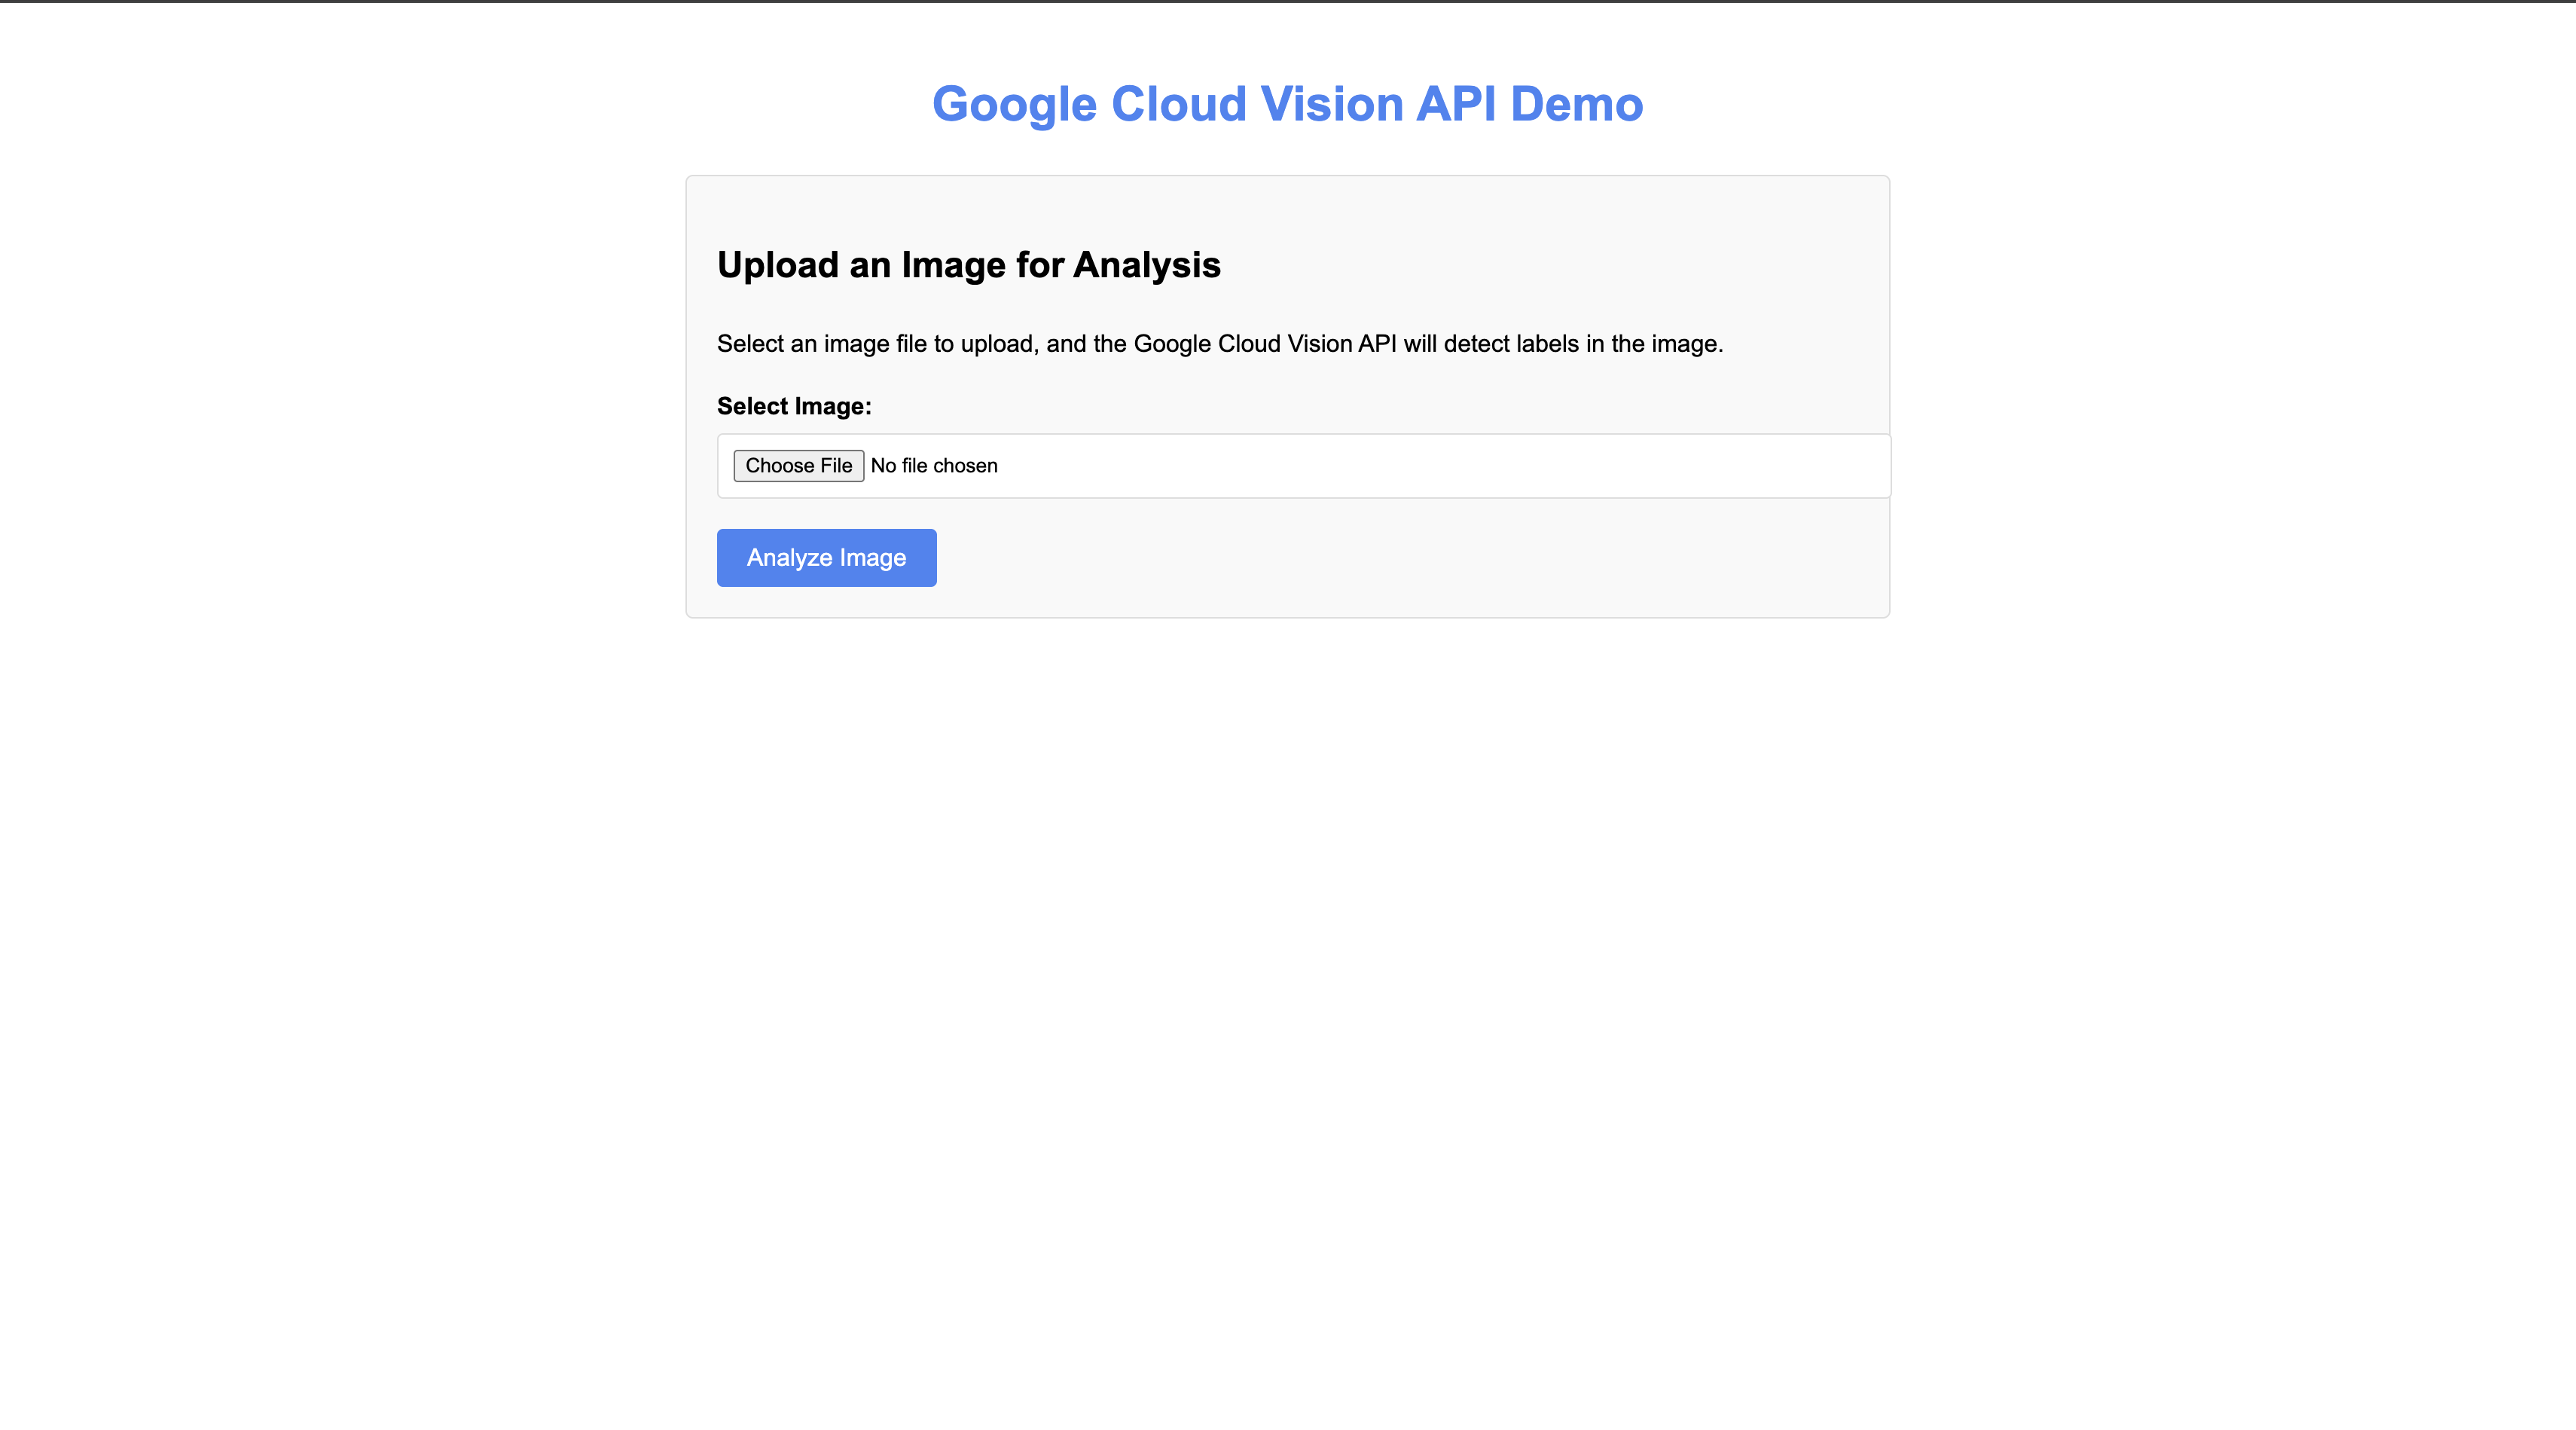 Google Cloud Vision API Demo
Upload an Image for Analysis
Select an image file to upload, and the Google Cloud Vision API will detect labels in the image.
Select Image:
Choose File No file chosen
Analyze Image